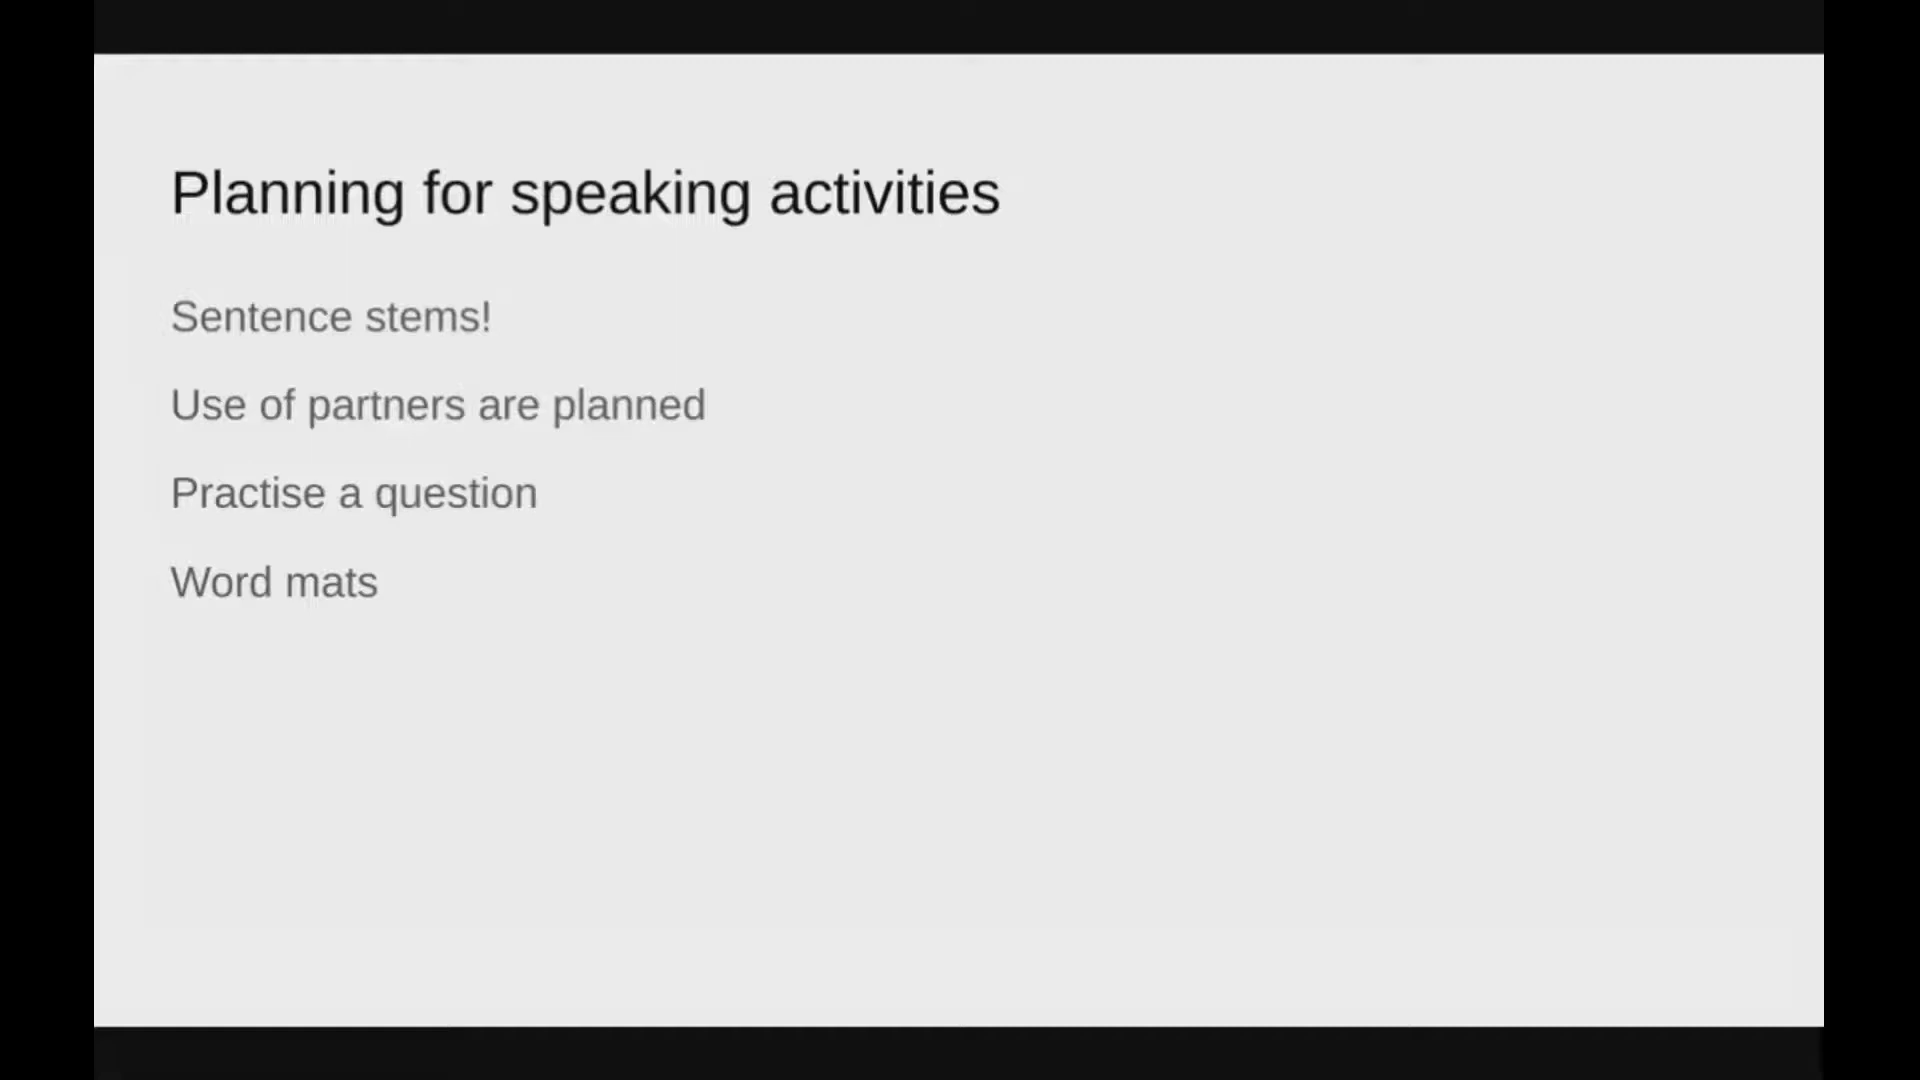 Planning for speaking activities
Sentence stems!
Use of partners are planned
Practise a question
Word mats